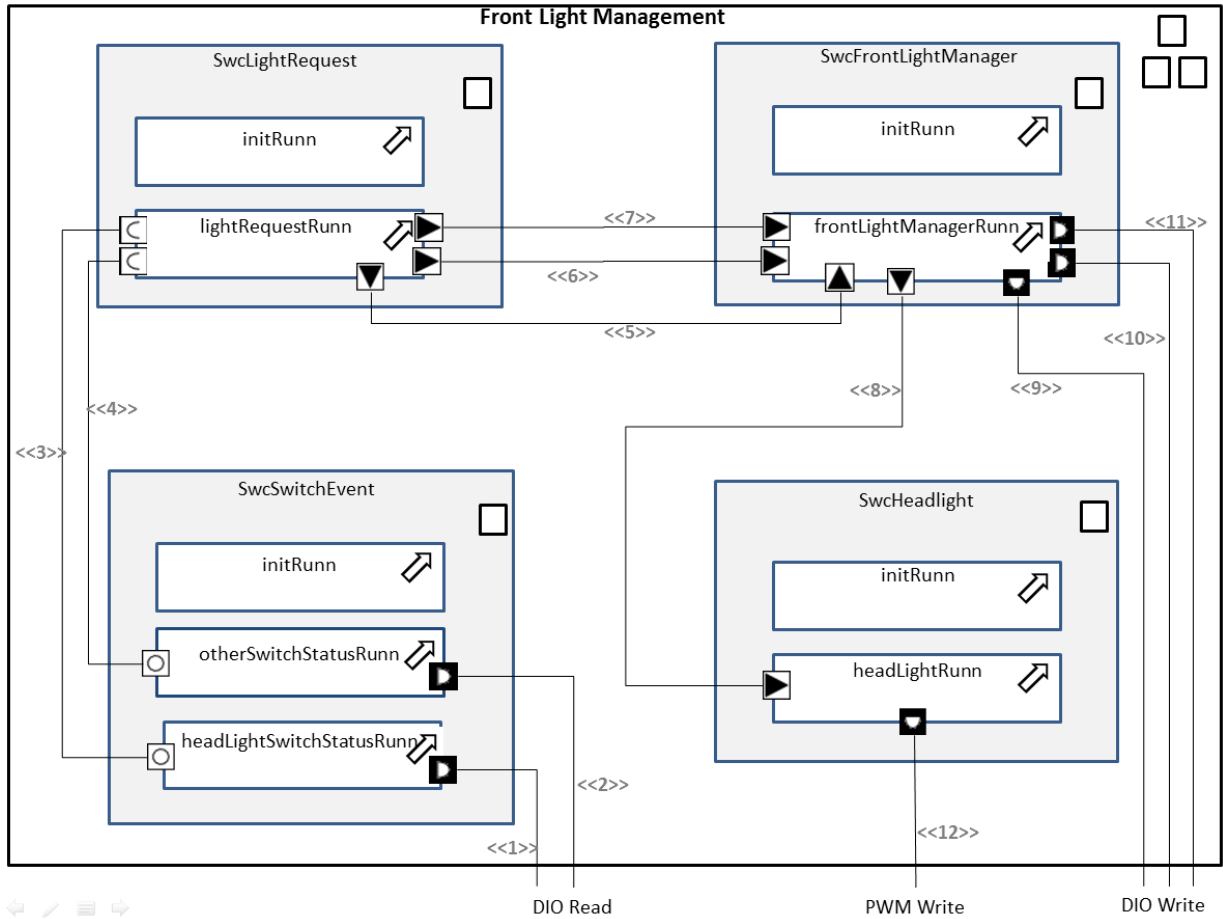 Front Light Management
SwcLightRequest
initRunn
lightRequestRunn
SwcFrontLightManager
initRunn
frontLightManagerRunn
<<7>>
<<6>>
<<5>>
<<11>>
<<10>>
<<9>>
<<8>>
<<4>>
<<3>>
SwcSwitchEvent
initRunn
otherSwitchStatusRunn
headLightSwitchStatusRunn
<<2>>
<<1>>
SwcHeadlight
initRunn
headLightRunn
<<12>>
DIO Read
PWM Write
DIO Write